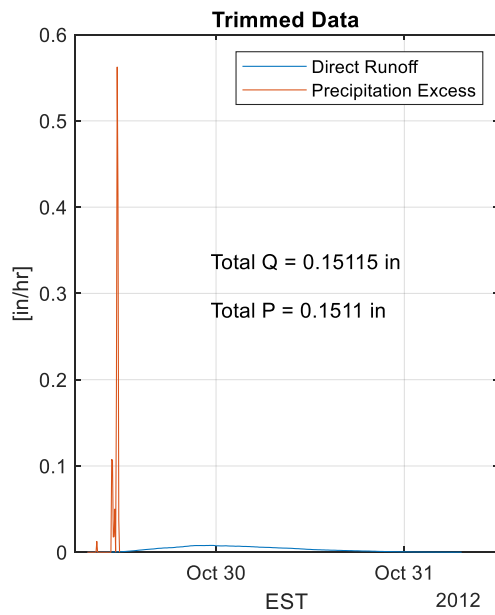 Trimmed Data
0.6
Direct Runoff
Precipitation Excess
0.5
0.4
Total Q = 0.15115 in
0.3
Total P = 0.1511 in
[in/hr]
0.2
0.1
0
Oct 30
Oct 31
EST
2012